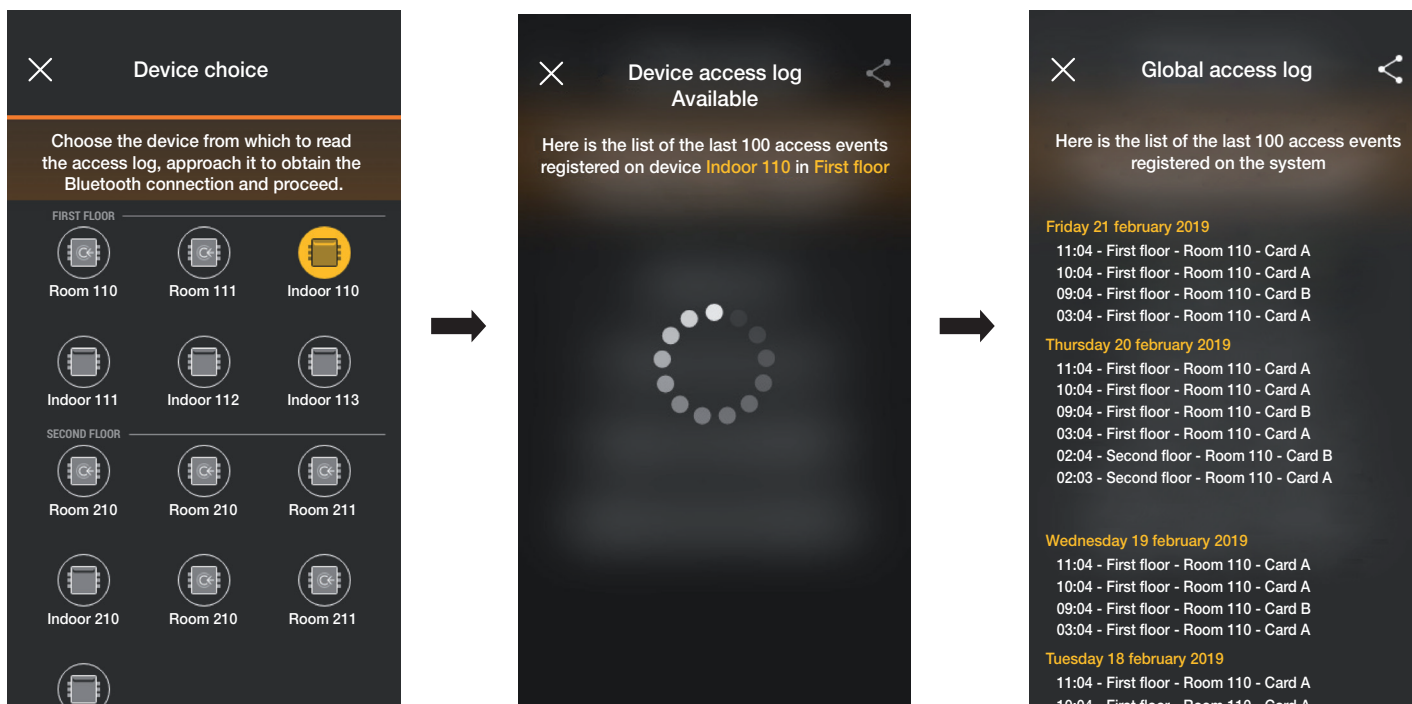 Device choice
Choose the device from which to read
the access log, approach it to obtain the
Bluetooth connection and proceed.
FIRST FLOOR
Room 110
Room 111
Indoor 110
Indoor 111
Indoor 112
Indoor 113
SECOND FLOOR
Room 210
Room 210
Room 211
Indoor 210
Room 210
Room 211
Device access log
Available
Here is the list of the last 100 access events
registered on device Indoor 110 in First floor
Global access log
Here is the list of the last 100 access events
registered on the system
Friday 21 february 2019
11:04 - First floor - Room 110 - Card A
10:04 - First floor - Room 110 - Card A
09:04 - First floor - Room 110 - Card B
03:04 - First floor - Room 110 - Card A
Thursday 20 february 2019
11:04 - First floor - Room 110 - Card A
10:04 - First floor - Room 110 - Card A
09:04 - First floor - Room 110 - Card B
03:04 - First floor - Room 110 - Card A
02:04 - Second floor - Room 110 - Card B
02:03 - Second floor - Room 110 - Card A
Wednesday 19 february 2019
11:04 - First floor - Room 110 - Card A
10:04 - First floor - Room 110 - Card A
09:04 - First floor - Room 110 - Card B
03:04 - First floor - Room 110 - Card A
Tuesday 18 february 2019
11:04 - First floor - Room 110 - Card A
10:04 - First floor - Room 110 - Card A